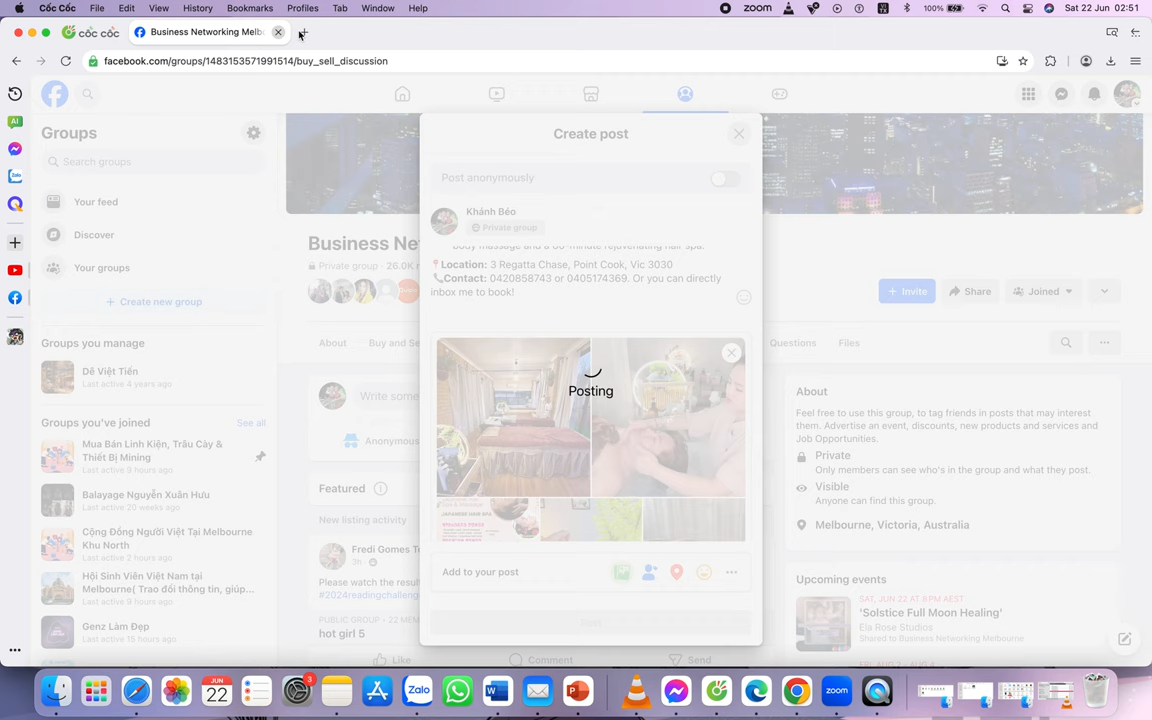 Cốc Cốc File Edit View History Bookmarks Profiles Tab Window Help
zoom 100% Sat 22 Jun 02:51
cốc cốc Business Networking Melb
facebook.com/groups/1483153571991514/buy_sell_discussion
Groups
Search groups
Your feed
Discover
Your groups
+ Create new group
Groups you manage
Dê Việt Tiến
Last active 4 years ago
Groups you've joined See all
Mua Bán Linh Kiện, Trâu Cày &
Thiết Bị Mining
Last active 9 hours ago
Balayage Nguyễn Xuân Hưu
Last active 20 weeks ago
Cộng Đồng Người Việt Tại Melbourne
Khu North
Last active 2 hours ago
Hội Sinh Viên Việt Nam tại
Melbourne( Trao đổi thông tin, giúp...
Last active 9 hours ago
Genz Làm Đẹp
Last active 15 hours ago
Business Ne
Private group · 26.0K
Invite Share Joined
About Buy and Se Questions Files
Write some
Anonymous
Featured
New listing activity
Fredi Gomes T
3h
Please watch the resul
#2024readingchalleng
PUBLIC GROUP · 22 MEM
hot girl 5
Like Comment Send
Create post
Post anonymously
Khánh Béo
Private group
body massage and a 60-minute rejuvenating hair spa.
Location: 3 Regatta Chase, Point Cook, Vic 3030
Contact: 0420858743 or 0405174369. Or you can directly
inbox me to book!
Posting
JAPANESE HAIR SPA
Add to your post
Post
About
Feel free to use this group, to tag friends in posts that may interest
them. Advertise an event, discounts, new products and services and
Job Opportunities.
Private
Only members can see who's in the group and what they post.
Visible
Anyone can find this group.
Melbourne, Victoria, Australia
Upcoming events
SAT, JUN 22 AT 8 PM AEST
'Solstice Full Moon Healing'
Ela Rose Studios
Shared to Business Networking Melbourne
JUN
22
3
Zalo
zoom